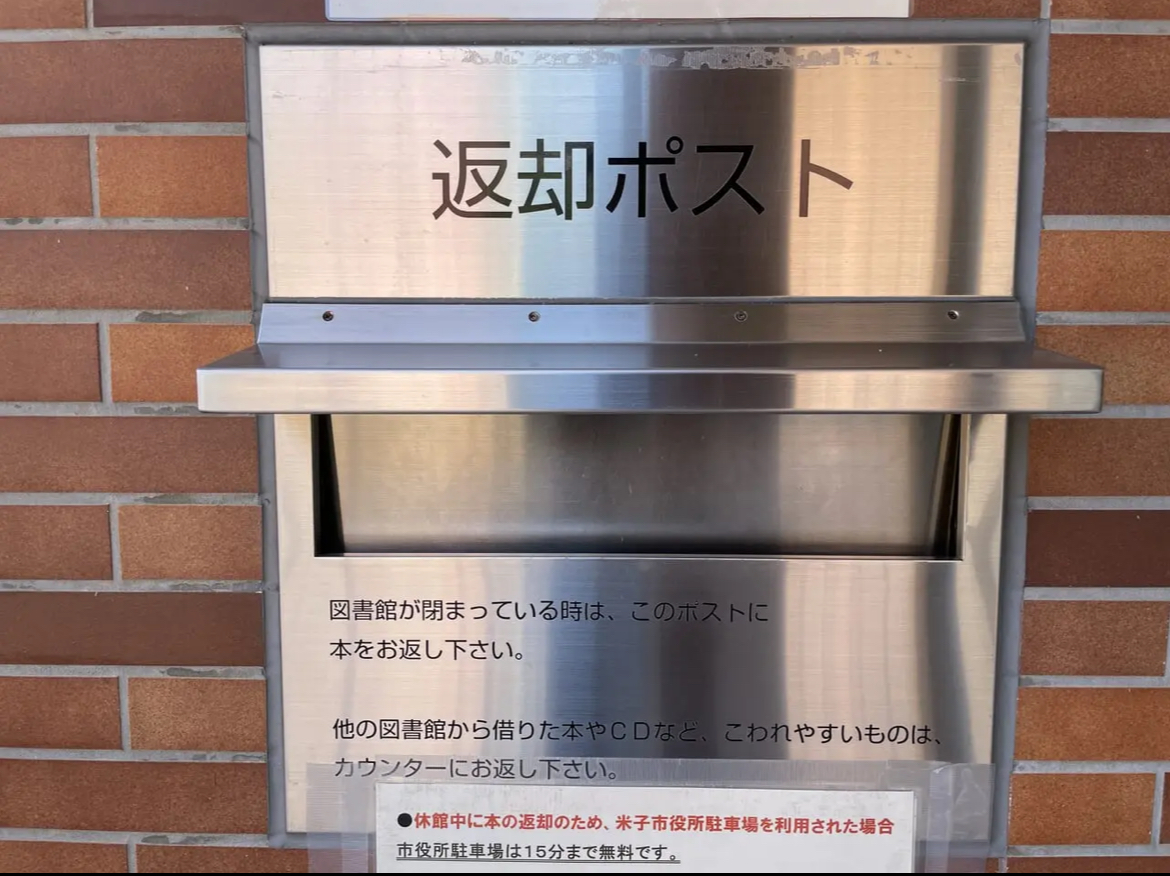 返却ポスト
図書館が閉まっている時は、このポストに
本をお返し下さい。
他の図書館から借りた本やCDなど、こわれやすいものは、
カウンターにお返し下さい。
●休館中に本の返却のため、米子市役所駐車場を利用された場合
市役所駐車場は15分まで無料です。